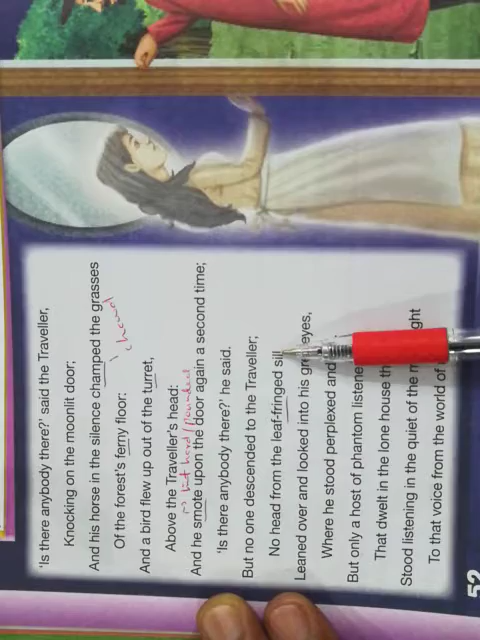 'Is there anybody there?' said the Traveller,
Knocking on the moonlit door;
And his horse in the silence champed the grasses
chewed
Of the forest's ferny floor:
And a bird flew up out of the turret,
Above the Traveller's head:
hit hard/pounded
And he smote upon the door again a second time;
'Is there anybody there?' he said.
But no one descended to the Traveller;
No head from the leaf-fringed sill
Leaned over and looked into his eyes,
Where he stood perplexed and
But only a host of phantom
That dwelt in the lone house
Stood listening in the quiet of the
To that voice from the world of
52